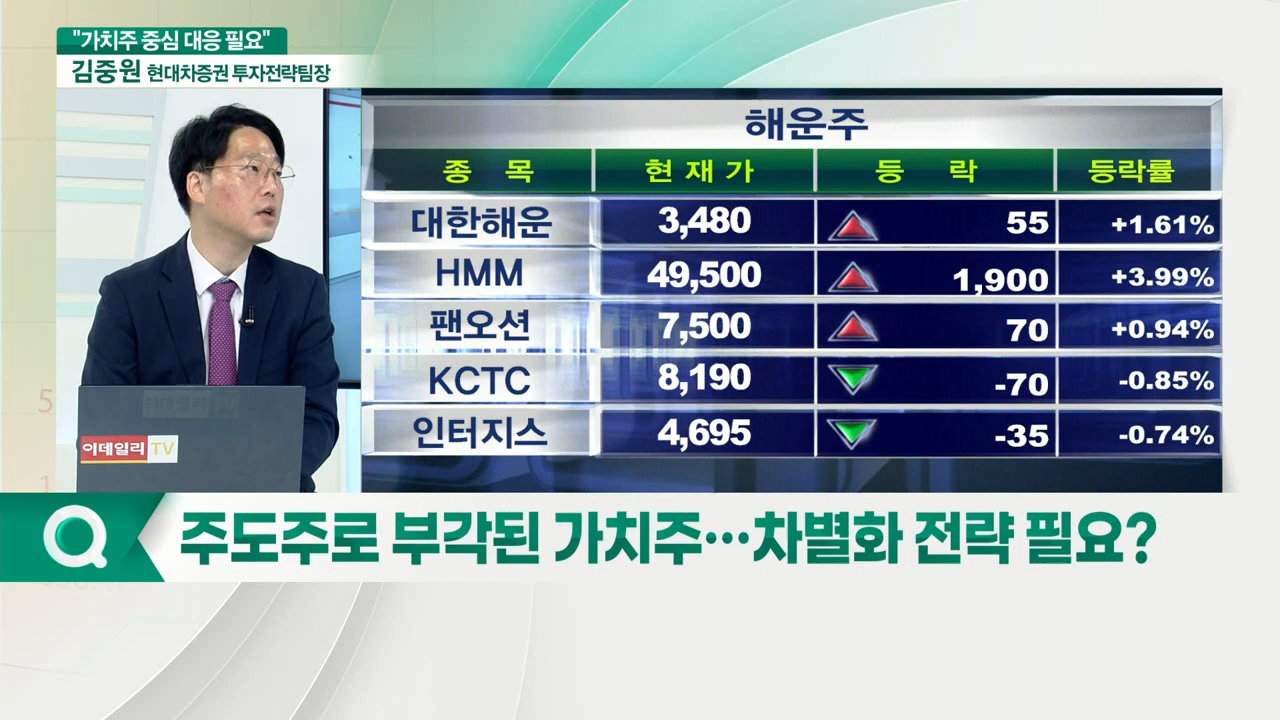 "가치주 중심 대응 필요"
김중원 현대차증권 투자전략팀장
해운주
종 목 현 재 가 등 락 등락률
대한해운 3,480 55 +1.61%
HMM 49,500 1,900 +3.99%
팬오션 7,500 70 +0.94%
KCTC 8,190 -70 -0.85%
인터지스 4,695 -35 -0.74%
이데일리 TV
5
1
Q 주도주로 부각된 가치주…차별화 전략 필요?